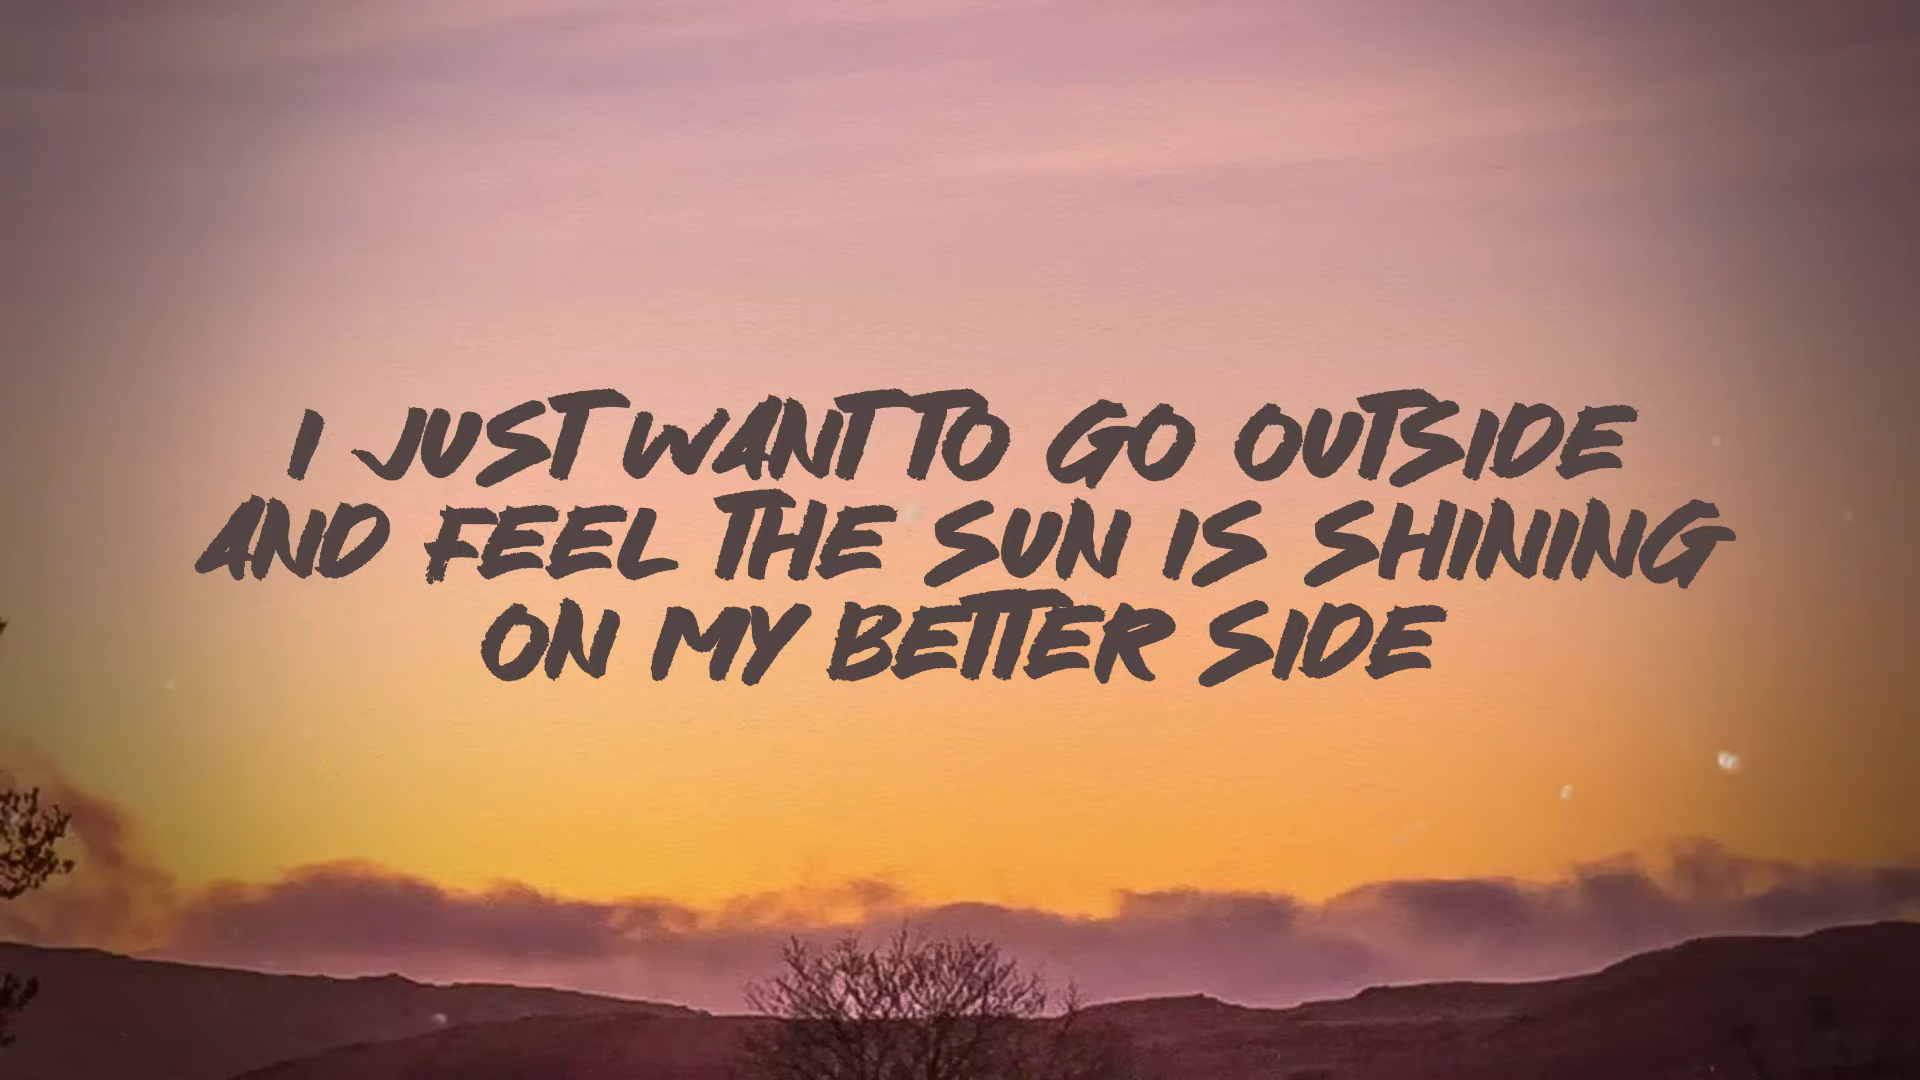 I JUST WANT TO GO OUTSIDE
AND FEEL THE SUN IS SHINING
ON MY BETTER SIDE